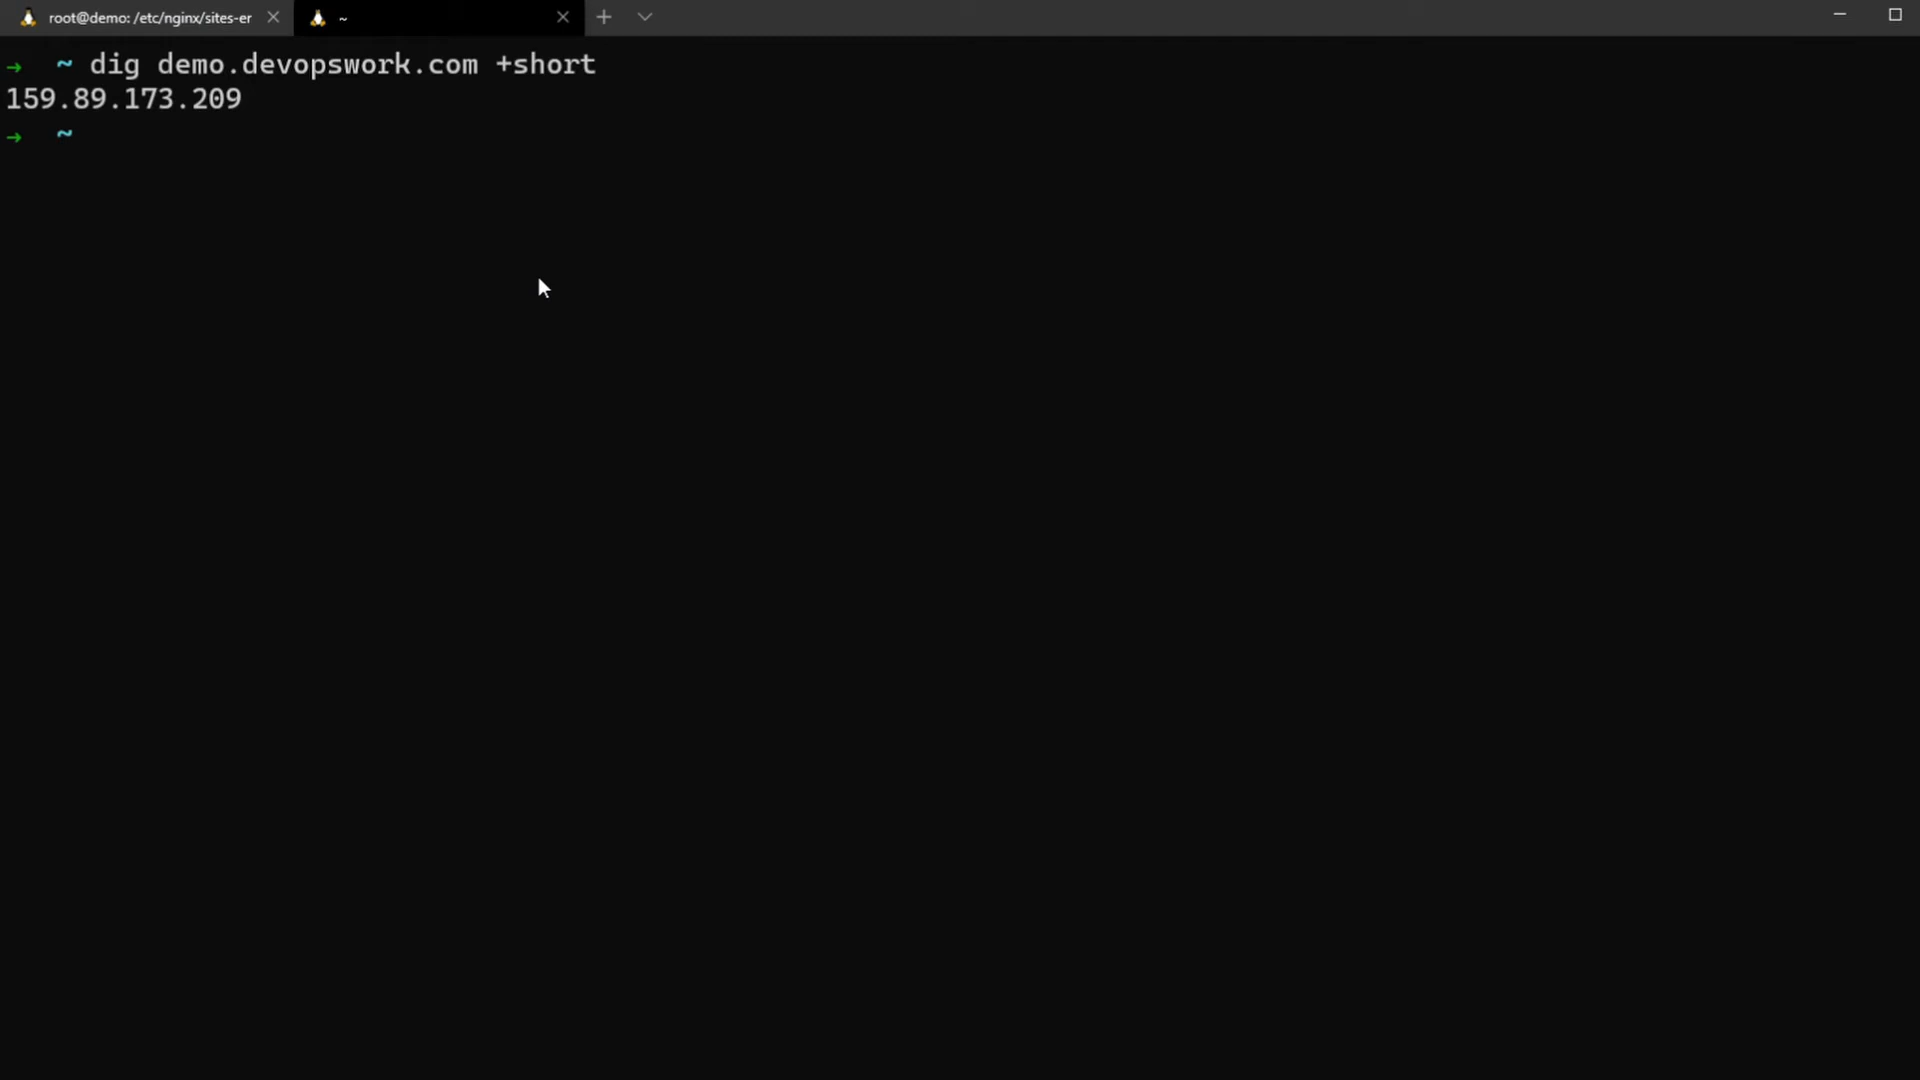 root@demo: /etc/nginx/sites-er
~
→ ~ dig demo.devopswork.com +short
159.89.173.209
→ ~